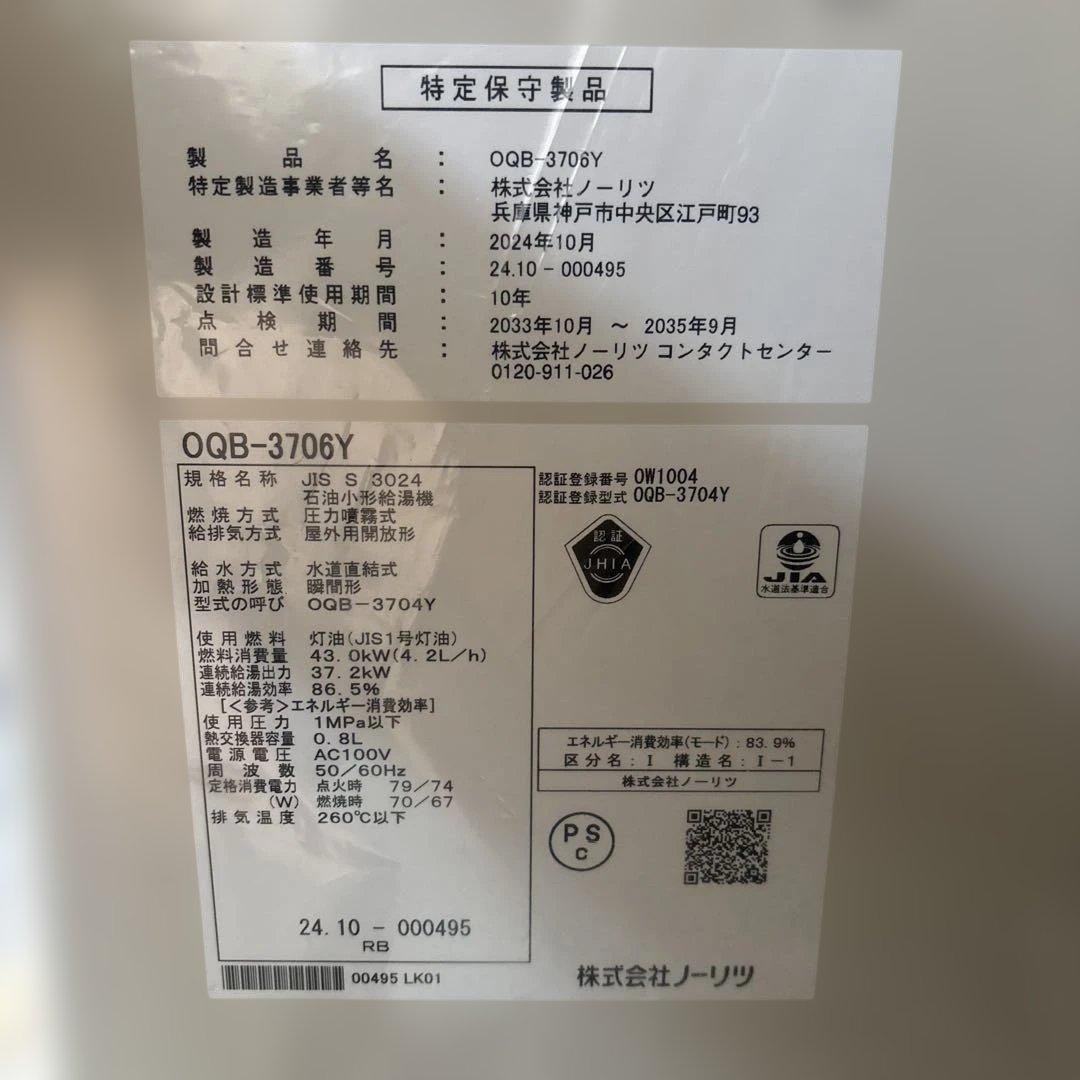 特定保守製品
製品名 : OQB-3706Y
特定製造事業者等名 : 株式会社ノーリツ
兵庫県神戸市中央区江戸町93
製造年月 : 2024年10月
製造番号 : 24.10 - 000495
設計標準使用期間 : 10年
点検期間 : 2033年10月 ～ 2035年9月
問合せ連絡先 : 株式会社ノーリツ コンタクトセンター
0120-911-026
OQB-3706Y
規格名称 JIS S 3024
石油小形給湯機
燃焼方式 圧力噴霧式
給排気方式 屋外用開放形
給水方式 水道直結式
加熱形態 瞬間形
型式の呼び OQB-3704Y
使用燃料 灯油(JIS1号灯油)
燃料消費量 43.0kW(4.2L/h)
連続給湯出力 37.2kW
連続給湯効率 86.5%
[<参考>エネルギー消費効率]
使用圧力 1MPa以下
熱交換器容量 0.8L
電源電圧 AC100V
周波数 50/60Hz
定格消費電力 点火時 79/74
(W) 燃焼時 70/67
排気温度 260℃以下
24.10 - 000495
RB
00495 LK01
認証登録番号 OW1004
認証登録型式 OQB-3704Y
認証
JHIA
JIA
水道法基準適合
エネルギー消費効率(モード) : 83.9%
区分名 : I 構造名 : I-1
株式会社ノーリツ
PS
C
株式会社ノーリツ